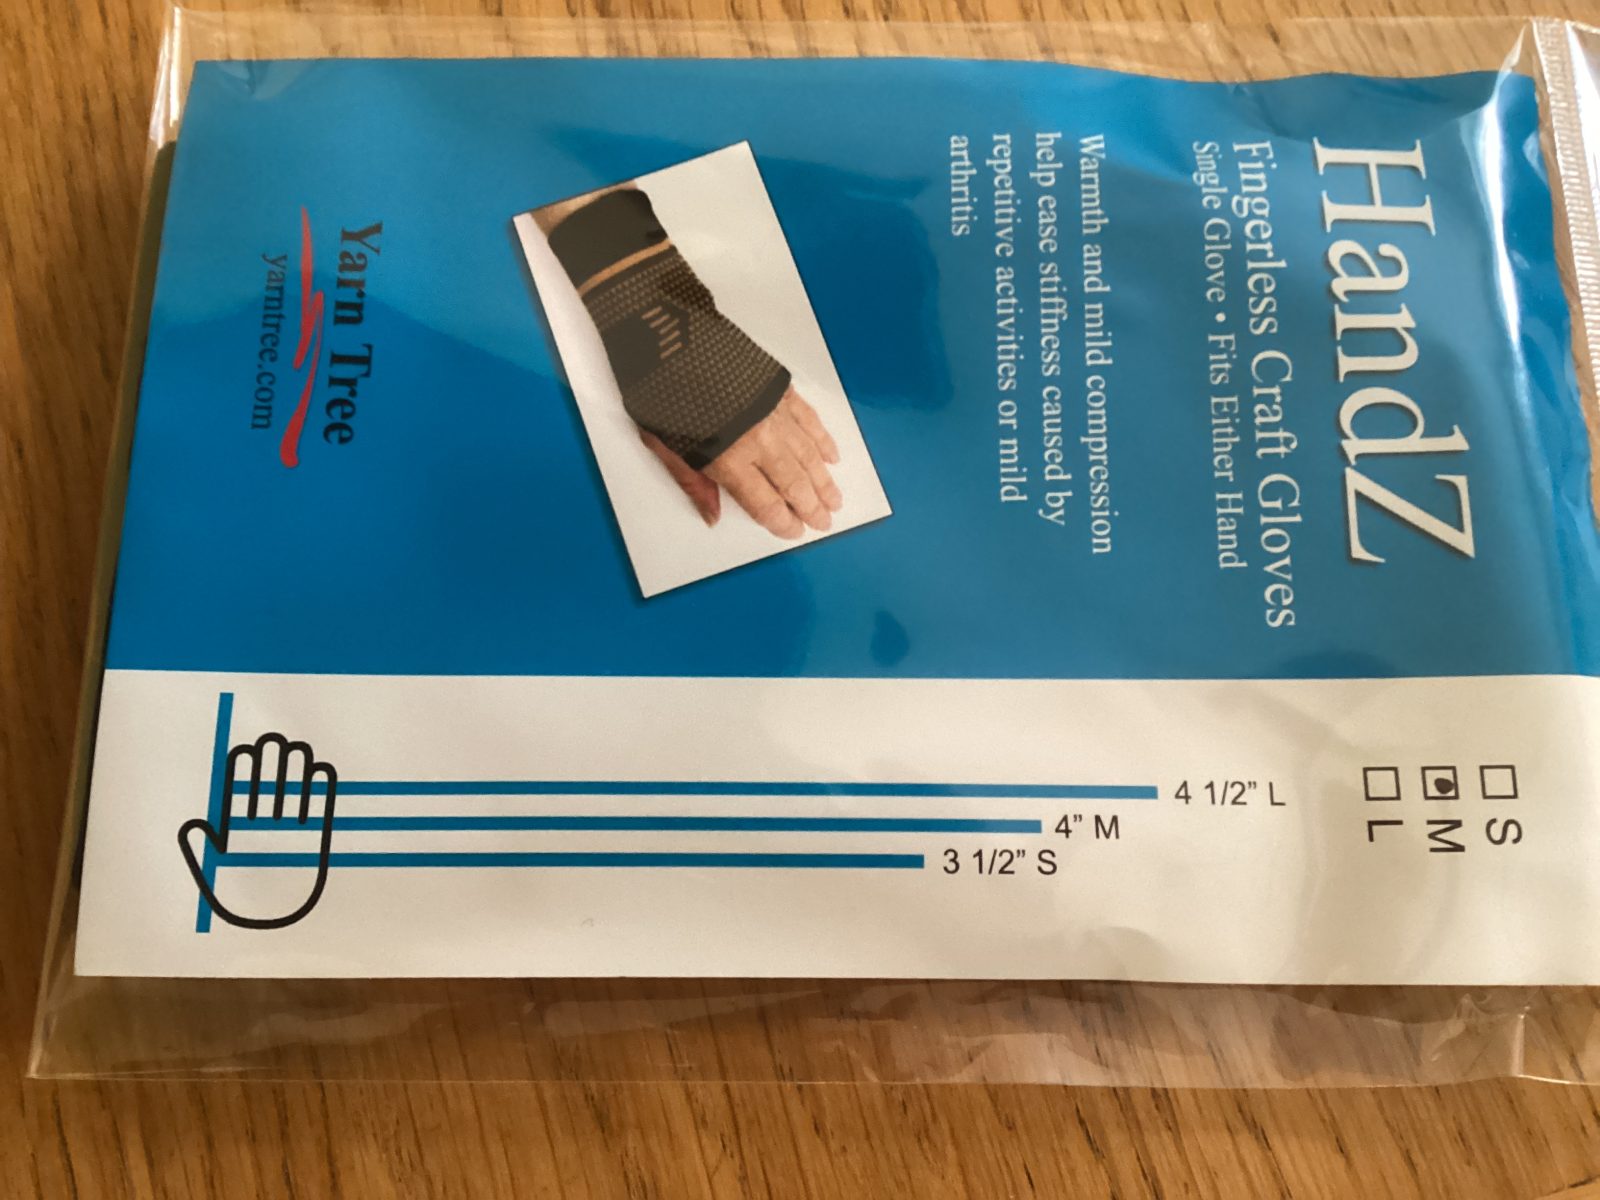 HandZ
Fingerless Craft Gloves
Single Glove • Fits Either Hand
Warmth and mild compression
help ease stiffness caused by
repetitive activities or mild
arthritis
Yarn Tree
yarntree.com
S
M
L
4 1/2” L
4” M
3 1/2” S